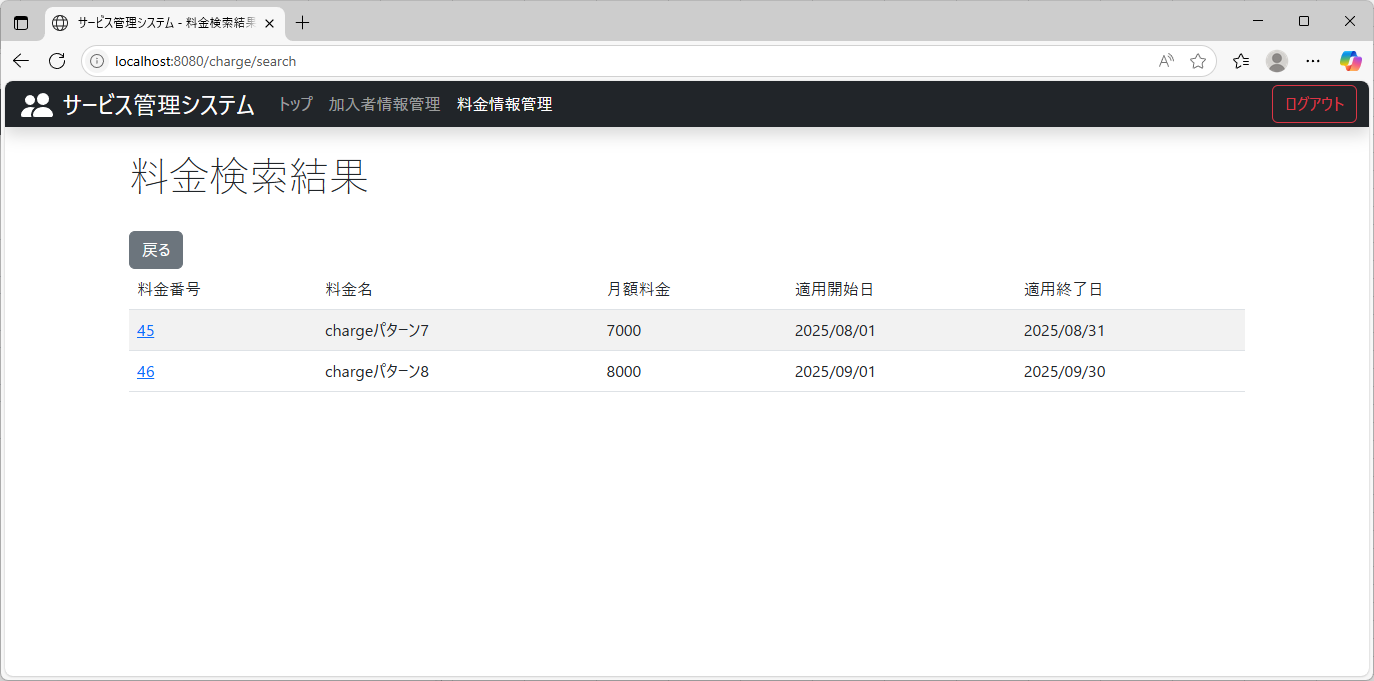 サービス管理システム - 料金検索結果
localhost:8080/charge/search
サービス管理システム トップ 加入者情報管理 料金情報管理 ログアウト
料金検索結果
戻る
料金番号 料金名 月額料金 適用開始日 適用終了日
45 chargeパターン7 7000 2025/08/01 2025/08/31
46 chargeパターン8 8000 2025/09/01 2025/09/30